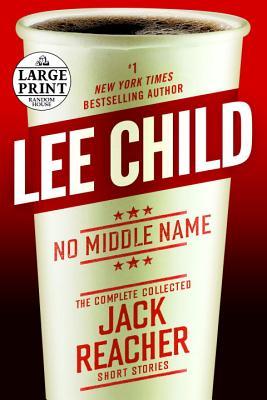 LARGE
PRINT
RANDOM
HOUSE
#1
NEW YORK TIMES
BESTSELLING AUTHOR
LEE CHILD
NO MIDDLE NAME
THE COMPLETE COLLECTED
JACK
REACHER
SHORT STORIES